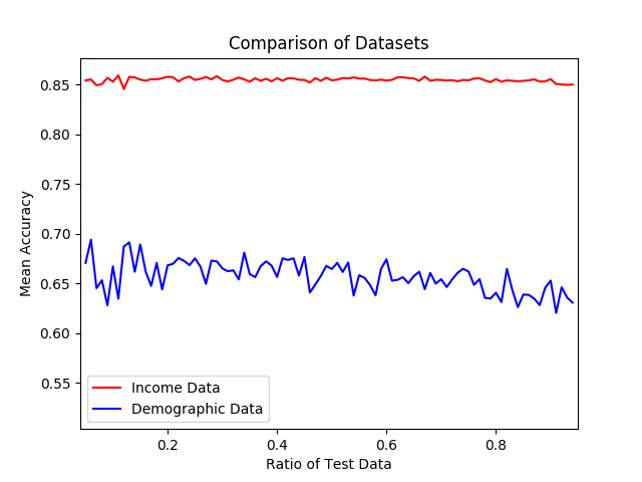 Comparison of Datasets
Mean Accuracy
0.85
0.80
0.75
0.70
0.65
0.60
0.55
Income Data
Demographic Data
0.2 0.4 0.6 0.8
Ratio of Test Data